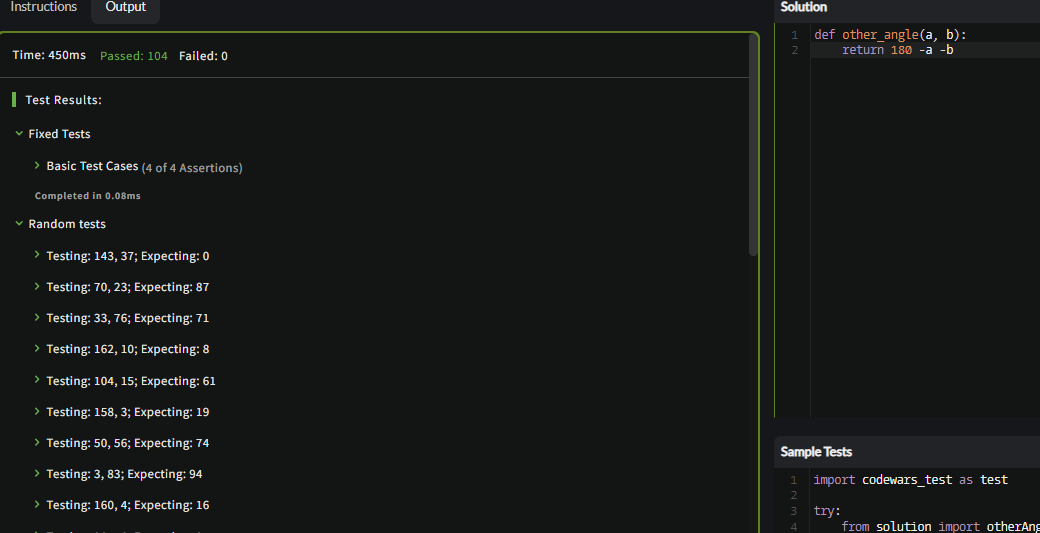 Instructions Output
Time: 450ms Passed: 104 Failed: 0
Test Results:
Fixed Tests
Basic Test Cases (4 of 4 Assertions)
Completed in 0.08ms
Random tests
Testing: 143, 37; Expecting: 0
Testing: 70, 23; Expecting: 87
Testing: 33, 76; Expecting: 71
Testing: 162, 10; Expecting: 8
Testing: 104, 15; Expecting: 61
Testing: 158, 3; Expecting: 19
Testing: 50, 56; Expecting: 74
Testing: 3, 83; Expecting: 94
Testing: 160, 4; Expecting: 16
Solution
1 def other_angle(a, b):
2 return 180 -a -b
Sample Tests
1 import codewars_test as test
2
3 try:
4 from solution import otherAng